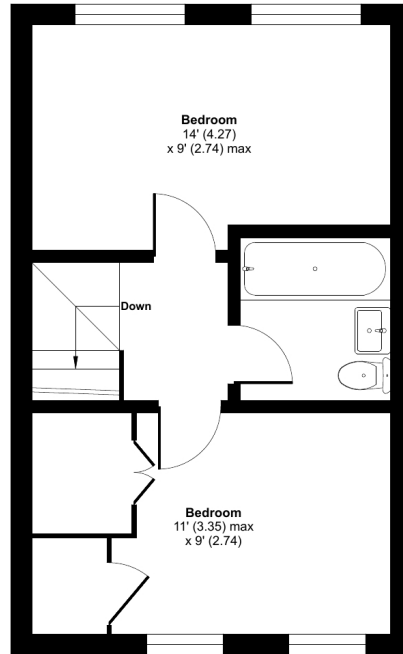 Bedroom
14' (4.27)
x 9' (2.74) max
Down
Bedroom
11' (3.35) max
x 9' (2.74)